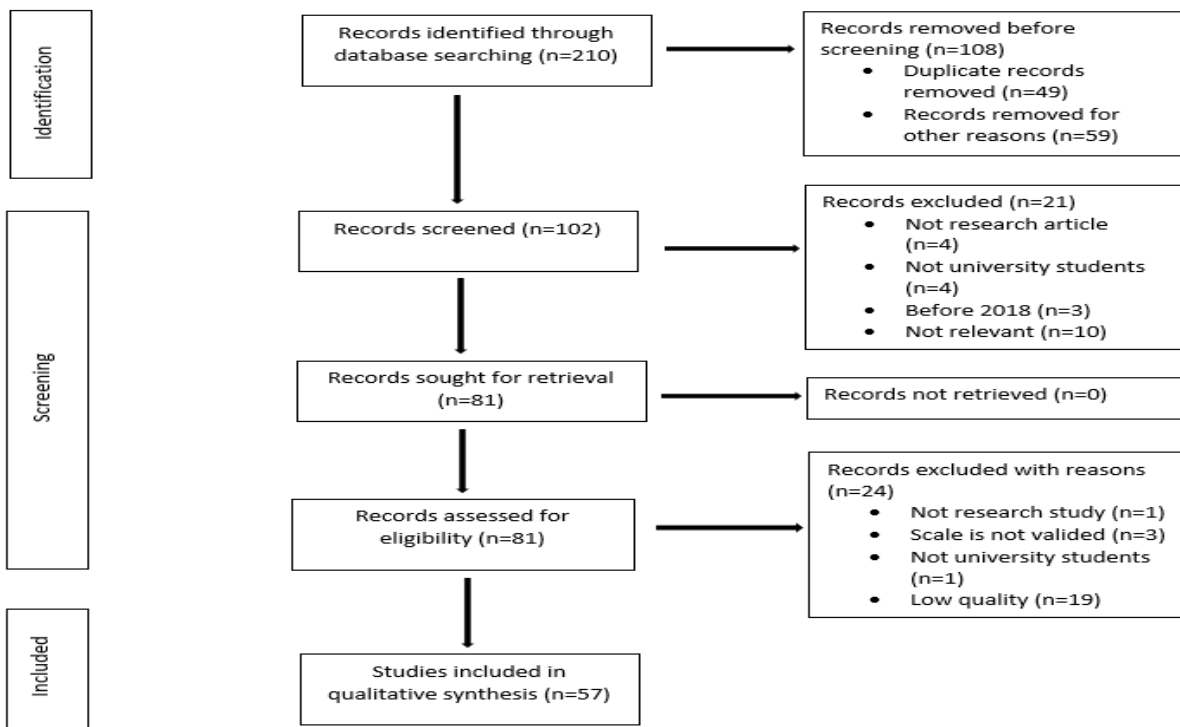 Identification
Records identified through
database searching (n=210)
Records removed before
screening (n=108)
• Duplicate records
removed (n=49)
• Records removed for
other reasons (n=59)
Screening
Records screened (n=102)
Records excluded (n=21)
• Not research article
(n=4)
• Not university students
(n=4)
• Before 2018 (n=3)
• Not relevant (n=10)
Records sought for retrieval
(n=81)
Records not retrieved (n=0)
Records assessed for
eligibility (n=81)
Records excluded with reasons
(n=24)
• Not research study (n=1)
• Scale is not valided (n=3)
• Not university students
(n=1)
• Low quality (n=19)
Included
Studies included in
qualitative synthesis (n=57)